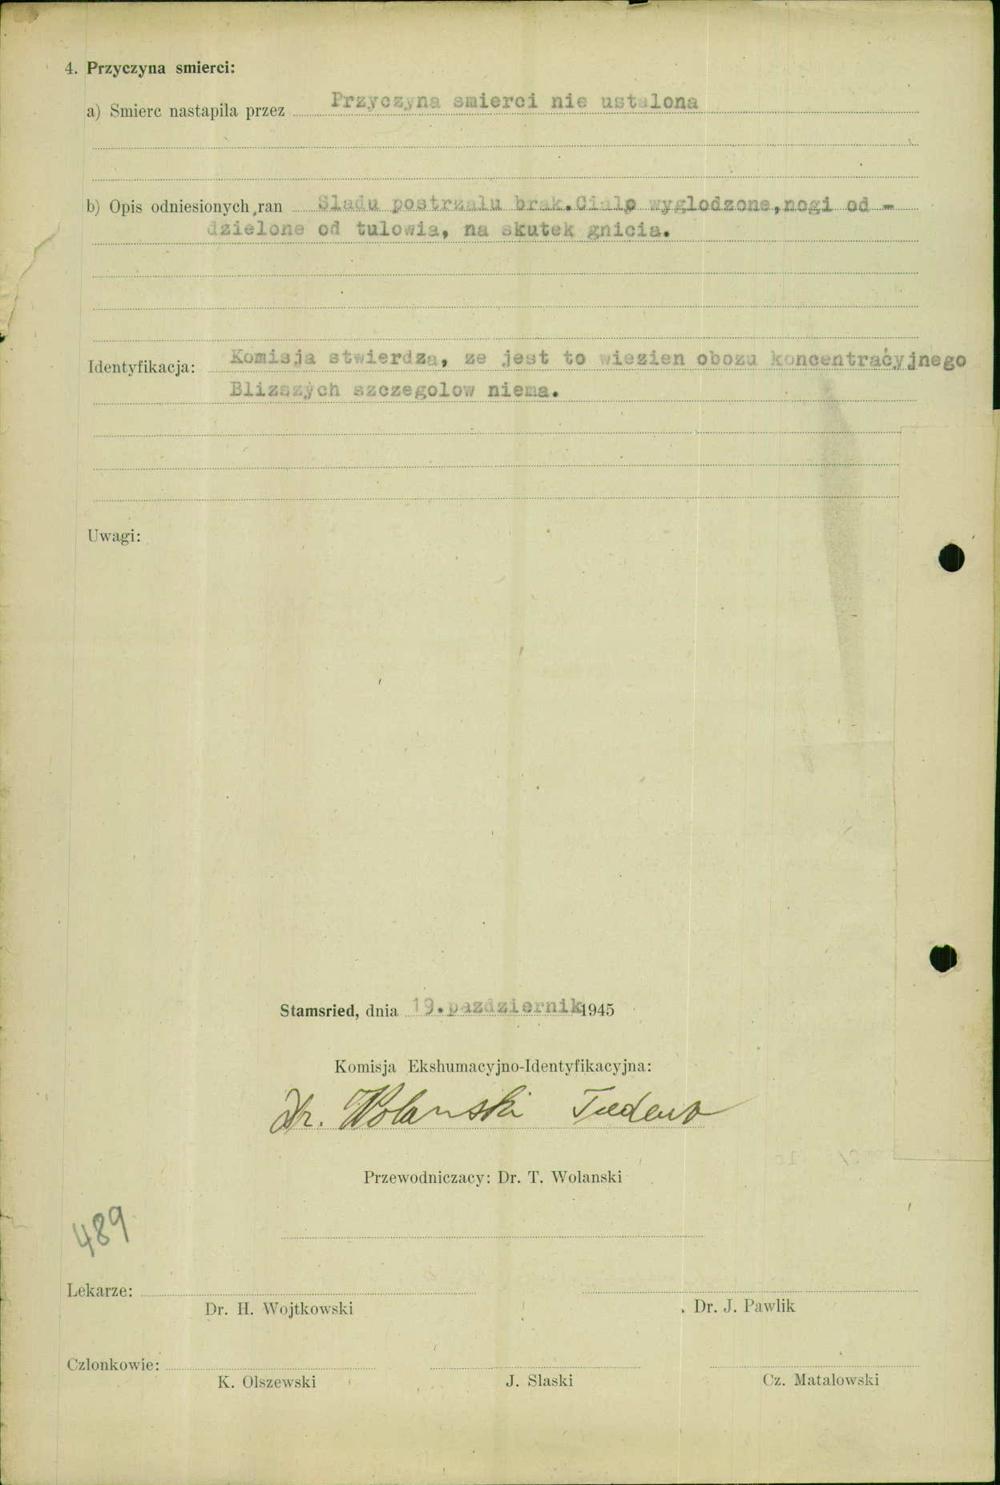 4. Przyczyna smierci:
a) Smierc nastapila przez Przyczyna smierci nie ustalona
b) Opis odniesionych ran Sladu postrzalu brak.Cialo wyglodzone,nogi od -
dzielone od tulowia, na skutek gnicia.
Identyfikacja: Komisja stwierdza, ze jest to wiezien obozu koncentracyjnego
Blizszych szczegolow niema.
Uwagi:
Stamsried, dnia 19.pazdziernik 1945
Komisja Ekshumacyjno-Identyfikacyjna:
Dr. Wolanski Tadeusz
Przewodniczacy: Dr. T. Wolanski
489
Lekarze:
Dr. H. Wojtkowski Dr. J. Pawlik
Czlonkowie:
K. Olszewski J. Slaski Cz. Matalowski